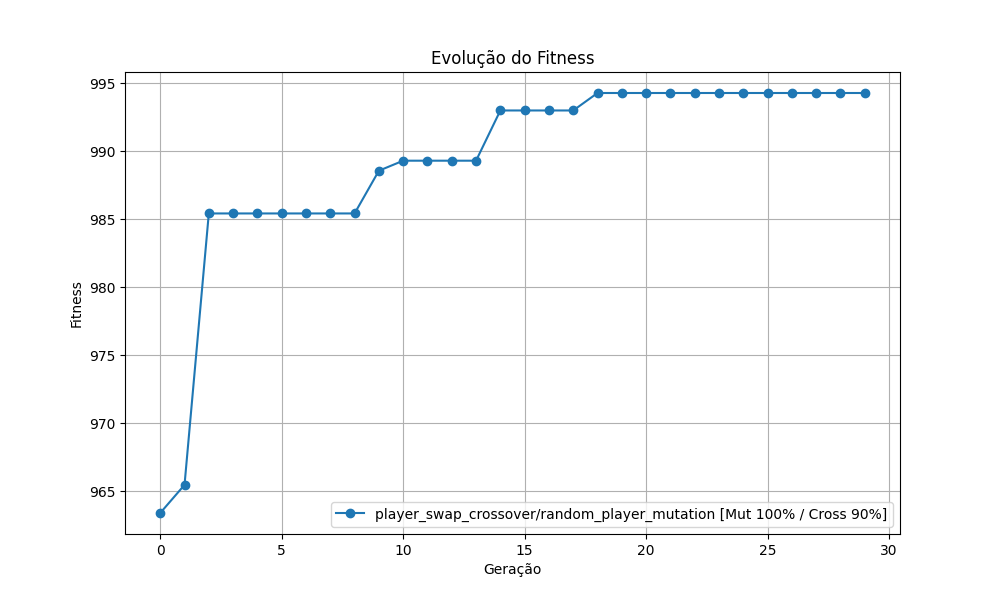 Evolução do Fitness
Fitness
995
990
985
980
975
970
965
player_swap_crossover/random_player_mutation [Mut 100% / Cross 90%]
0 5 10 15 20 25 30
Geração